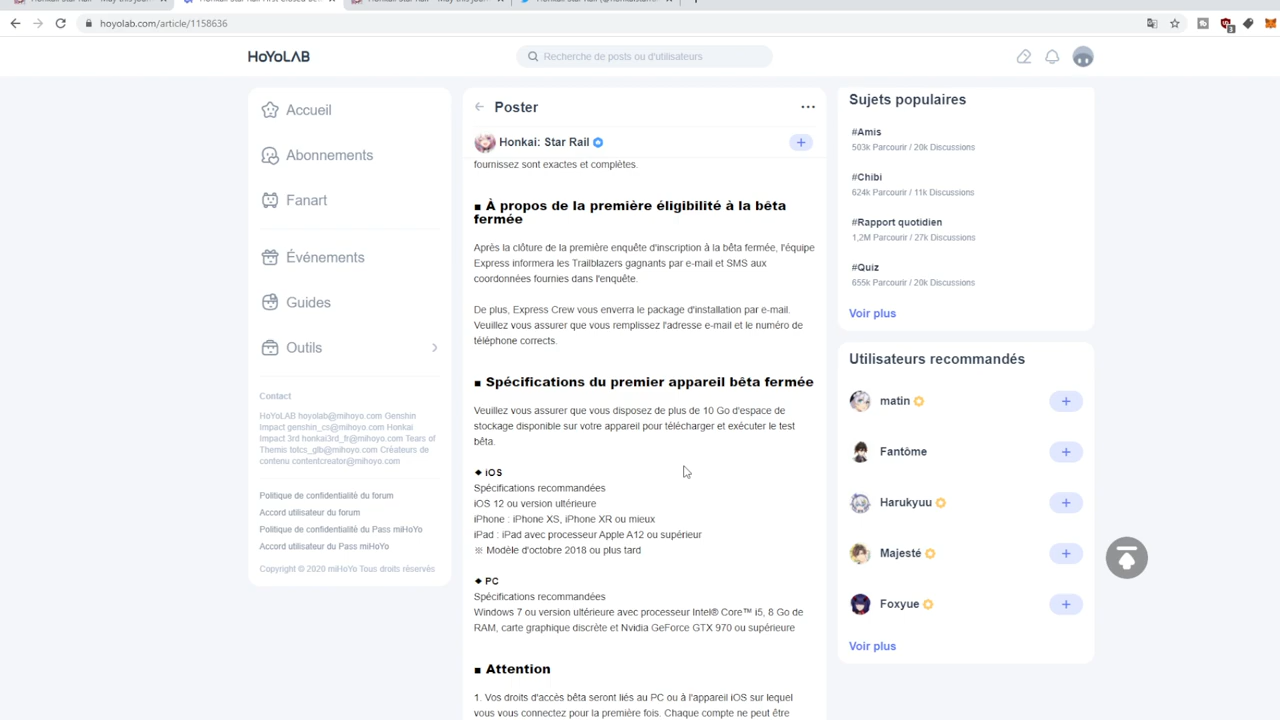 hoyolab.com/article/1158636
HoYoLAB
Recherche de posts ou d'utilisateurs
Accueil
Abonnements
Fanart
Événements
Guides
Outils
Contact
HoYoLAB hoyolab@mihoyo.com Genshin
Impact genshin_cs@mihoyo.com Honkai
Impact 3rd honkai3rd_fr@mihoyo.com Tears of
Themis totcs_glb@mihoyo.com Créateurs de
contenu contentcreator@mihoyo.com
Politique de confidentialité du forum
Accord utilisateur du forum
Politique de confidentialité du Pass miHoYo
Accord utilisateur du Pass miHoYo
Copyright © 2020 miHoYo Tous droits réservés
Poster
Honkai: Star Rail
fournissez sont exactes et complètes.
■ À propos de la première éligibilité à la bêta
fermée
Après la clôture de la première enquête d'inscription à la bêta fermée, l'équipe
Express informera les Trailblazers gagnants par e-mail et SMS aux
coordonnées fournies dans l'enquête.
De plus, Express Crew vous enverra le package d'installation par e-mail.
Veuillez vous assurer que vous remplissez l'adresse e-mail et le numéro de
téléphone corrects.
■ Spécifications du premier appareil bêta fermée
Veuillez vous assurer que vous disposez de plus de 10 Go d'espace de
stockage disponible sur votre appareil pour télécharger et exécuter le test
bêta.
◆ iOS
Spécifications recommandées
iOS 12 ou version ultérieure
iPhone : iPhone XS, iPhone XR ou mieux
iPad : iPad avec processeur Apple A12 ou supérieur
※ Modèle d'octobre 2018 ou plus tard
◆ PC
Spécifications recommandées
Windows 7 ou version ultérieure avec processeur Intel® Core™ i5, 8 Go de
RAM, carte graphique discrète et Nvidia GeForce GTX 970 ou supérieure
■ Attention
1. Vos droits d'accès bêta seront liés au PC ou à l'appareil iOS sur lequel
vous vous connectez pour la première fois. Chaque compte ne peut être
Sujets populaires
#Amis
503k Parcourir / 20k Discussions
#Chibi
624k Parcourir / 11k Discussions
#Rapport quotidien
1,2M Parcourir / 27k Discussions
#Quiz
655k Parcourir / 20k Discussions
Voir plus
Utilisateurs recommandés
matin
Fantôme
Harukyuu
Majesté
Foxyue
Voir plus